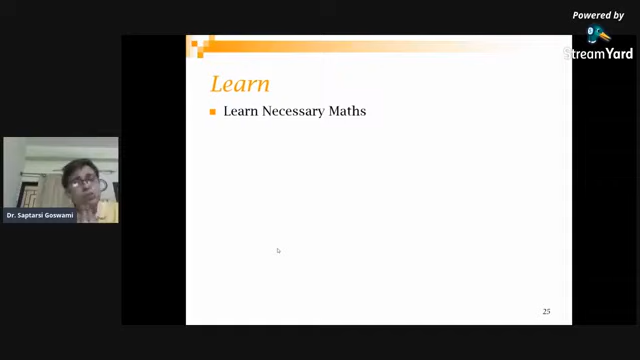 Powered by
StreamYard
Learn
Learn Necessary Maths
Dr. Saptarsi Goswami
25